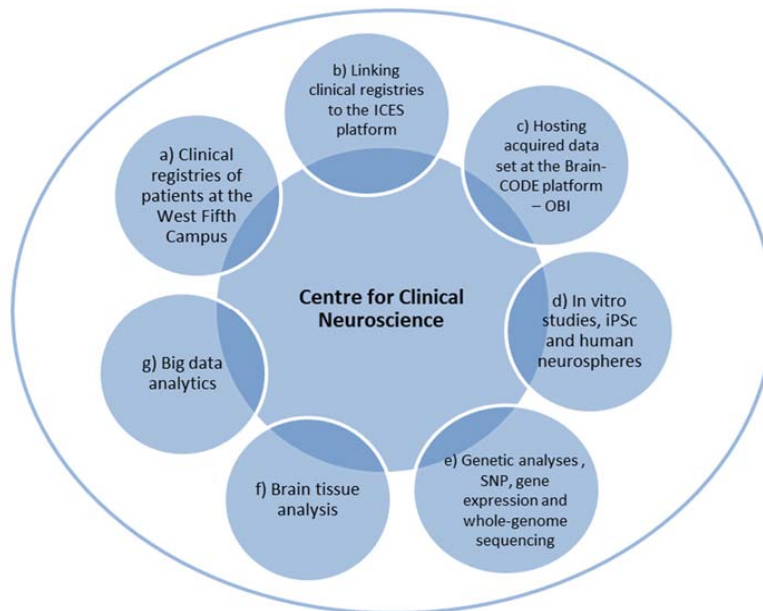 b) Linking
clinical registries
to the ICES
platform
c) Hosting
acquired data
set at the Brain-
CODE platform
– OBI
a) Clinical
registries of
patients at the
West Fifth
Campus
Centre for Clinical
Neuroscience
d) In vitro
studies, iPSc
and human
neurospheres
g) Big data
analytics
e) Genetic analyses ,
SNP, gene
expression and
whole-genome
sequencing
f) Brain tissue
analysis